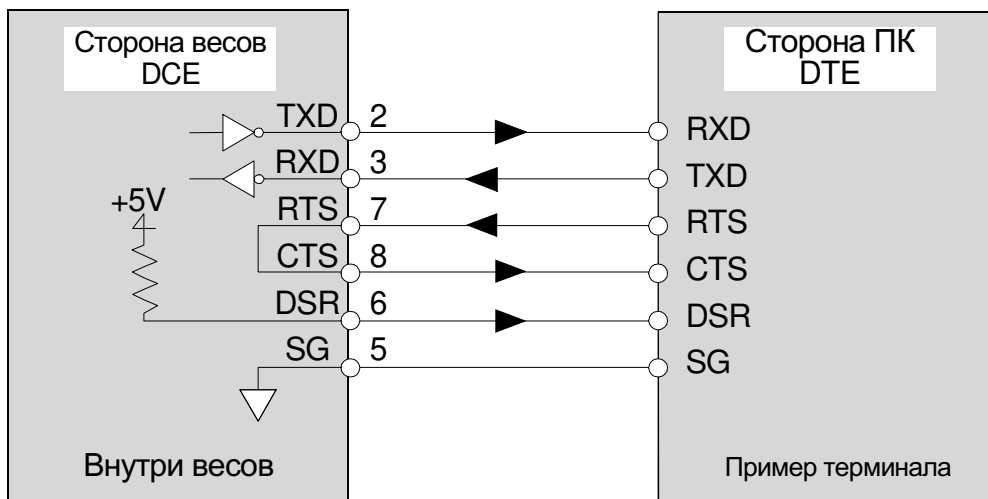 Сторона весов
DCE
Сторона ПК
DTE
TXD 2 RXD
RXD 3 TXD
+5V
RTS 7 RTS
CTS 8 CTS
DSR 6 DSR
SG 5 SG
Внутри весов
Пример терминала